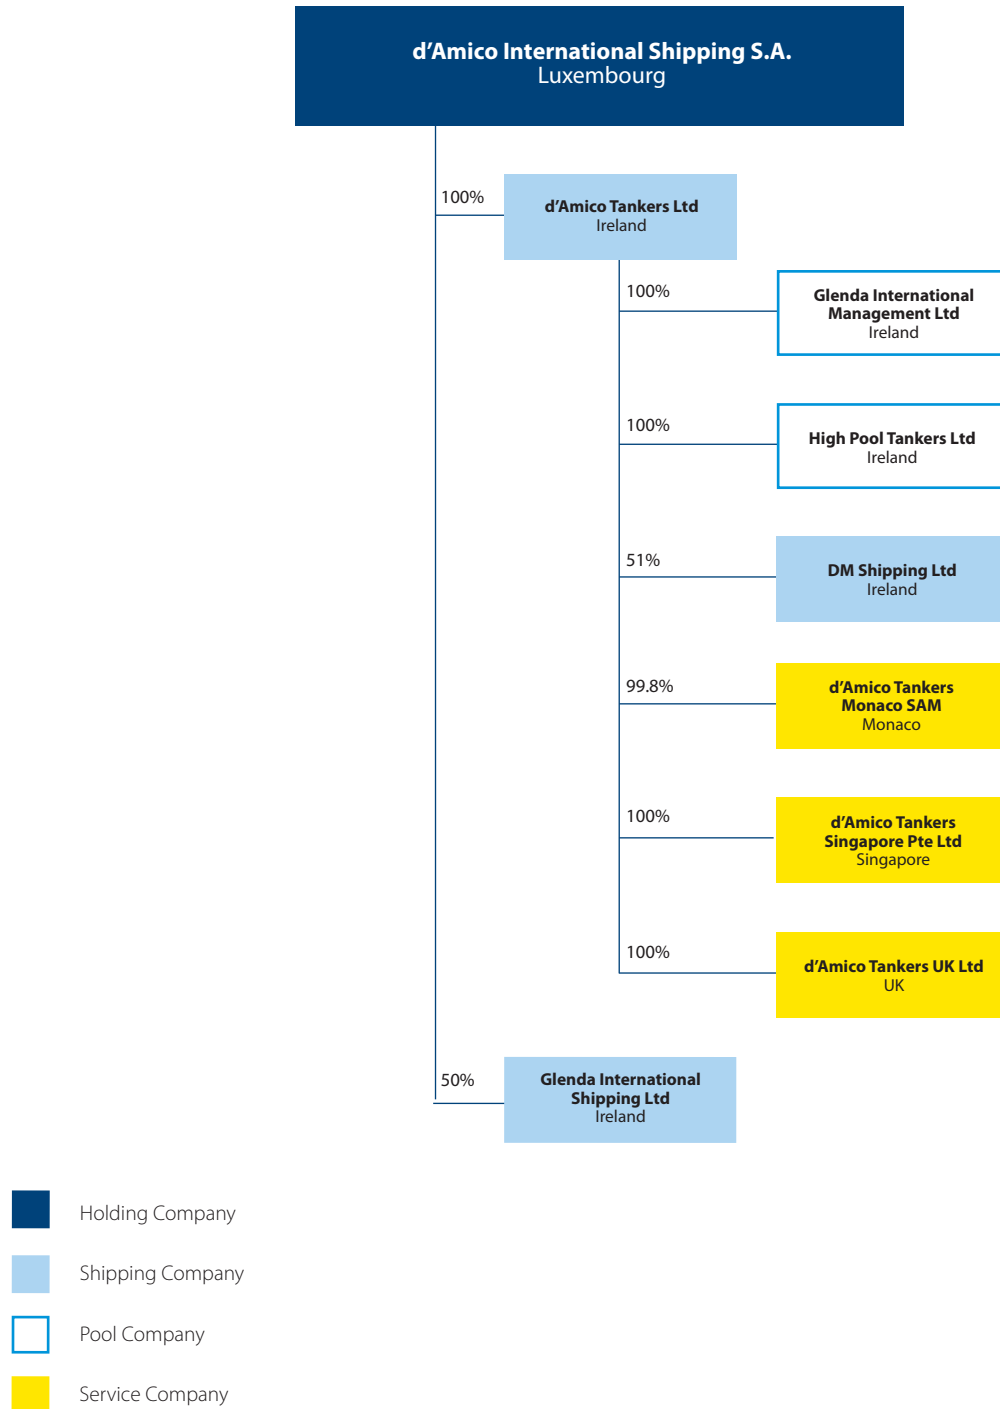 d’Amico International Shipping S.A.
Luxembourg
100%
d’Amico Tankers Ltd
Ireland
100%
Glenda International
Management Ltd
Ireland
100%
High Pool Tankers Ltd
Ireland
51%
DM Shipping Ltd
Ireland
99.8%
d’Amico Tankers
Monaco SAM
Monaco
100%
d’Amico Tankers
Singapore Pte Ltd
Singapore
100%
d’Amico Tankers UK Ltd
UK
50%
Glenda International
Shipping Ltd
Ireland
Holding Company
Shipping Company
Pool Company
Service Company